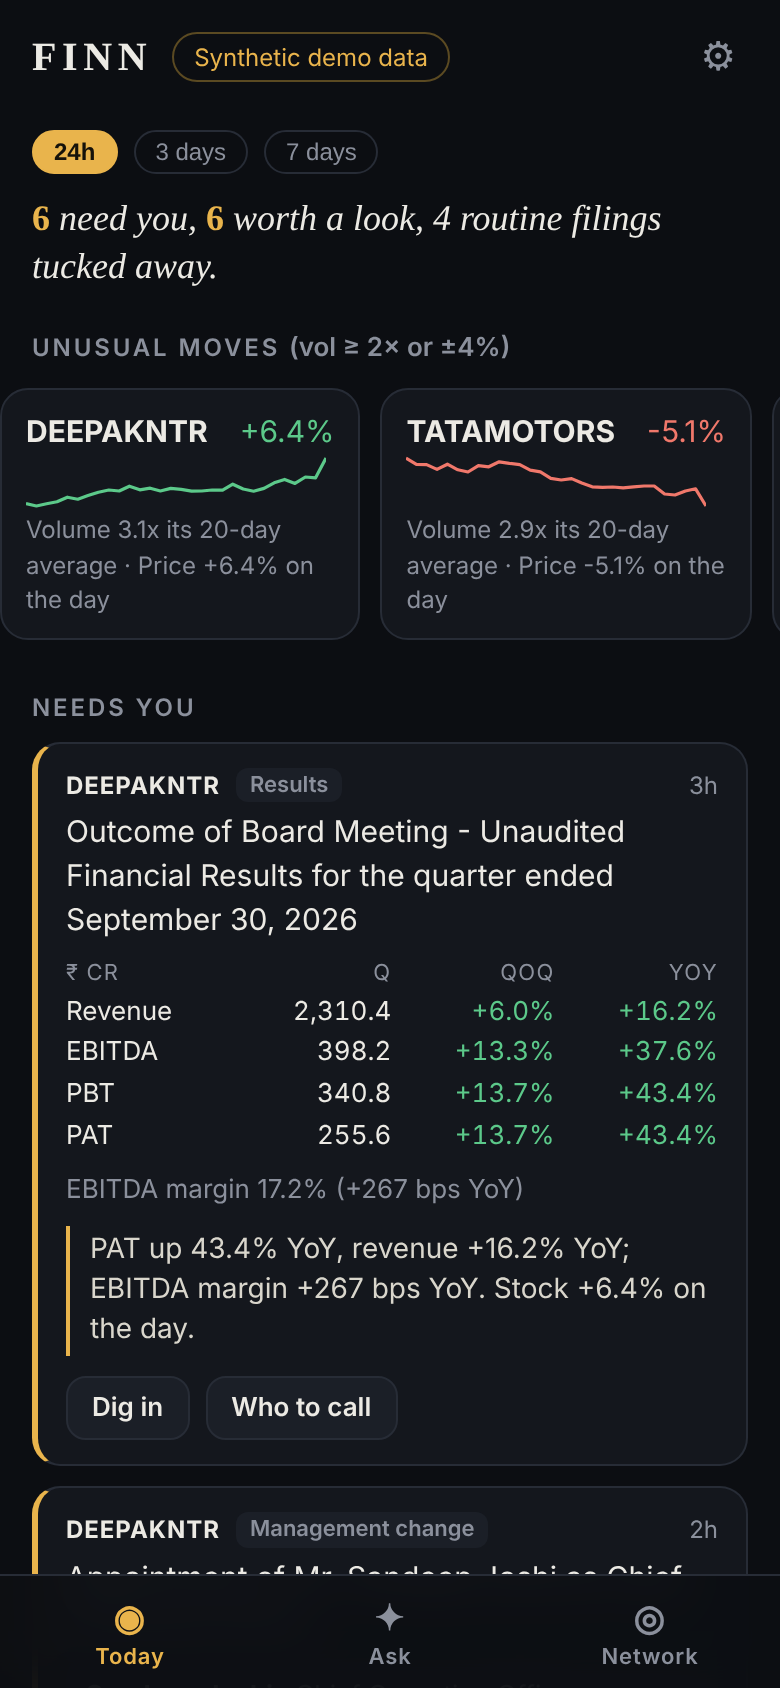 FINN Synthetic demo data ⚙
24h 3 days 7 days
6 need you, 6 worth a look, 4 routine filings
tucked away.
UNUSUAL MOVES (vol ≥ 2× or ±4%)
DEEPAKNTR +6.4%
Volume 3.1x its 20-day
average · Price +6.4% on
the day
TATAMOTORS -5.1%
Volume 2.9x its 20-day
average · Price -5.1% on the
day
NEEDS YOU
DEEPAKNTR Results 3h
Outcome of Board Meeting - Unaudited
Financial Results for the quarter ended
September 30, 2026
₹ CR Q QOQ YOY
Revenue 2,310.4 +6.0% +16.2%
EBITDA 398.2 +13.3% +37.6%
PBT 340.8 +13.7% +43.4%
PAT 255.6 +13.7% +43.4%
EBITDA margin 17.2% (+267 bps YoY)
PAT up 43.4% YoY, revenue +16.2% YoY;
EBITDA margin +267 bps YoY. Stock +6.4% on
the day.
Dig in Who to call
DEEPAKNTR Management change 2h
Appointment of Mr. Sandeep Joshi as Chief
Today Ask Network